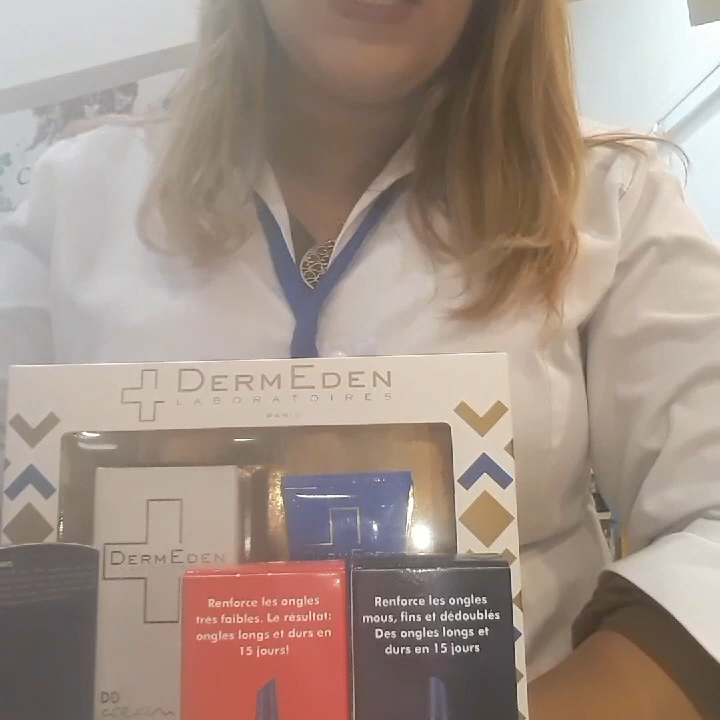 DERMEDEN
LABORATOIRES
PARIS
DERMEDEN
DD
cream
Renforce les ongles
très faibles. Le résultat:
ongles longs et durs en
15 jours!
Renforce les ongles
mous, fins et dédoublés
Des ongles longs et
durs en 15 jours